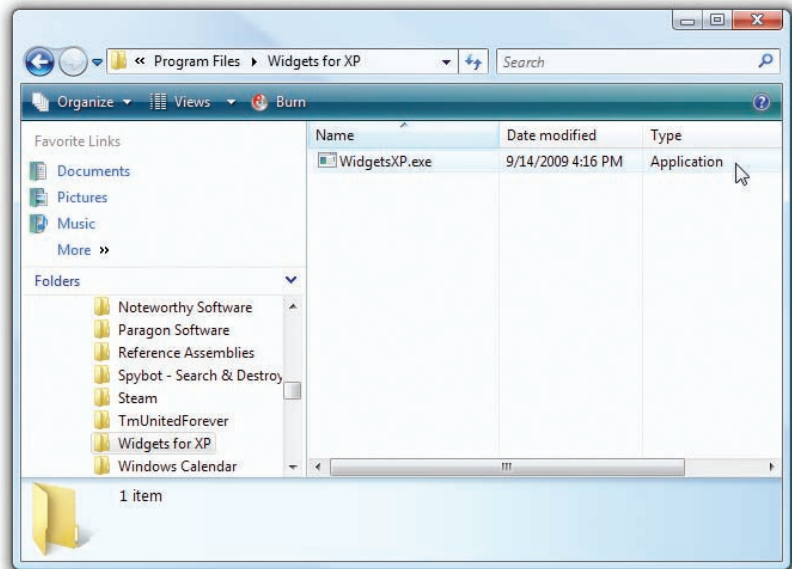 « Program Files ▸ Widgets for XP
Search
Organize Views Burn
Favorite Links
Documents
Pictures
Music
More »
Folders
Noteworthy Software
Paragon Software
Reference Assemblies
Spybot - Search & Destroy
Steam
TmUnitedForever
Widgets for XP
Windows Calendar
Name Date modified Type
WidgetsXP.exe 9/14/2009 4:16 PM Application
1 item